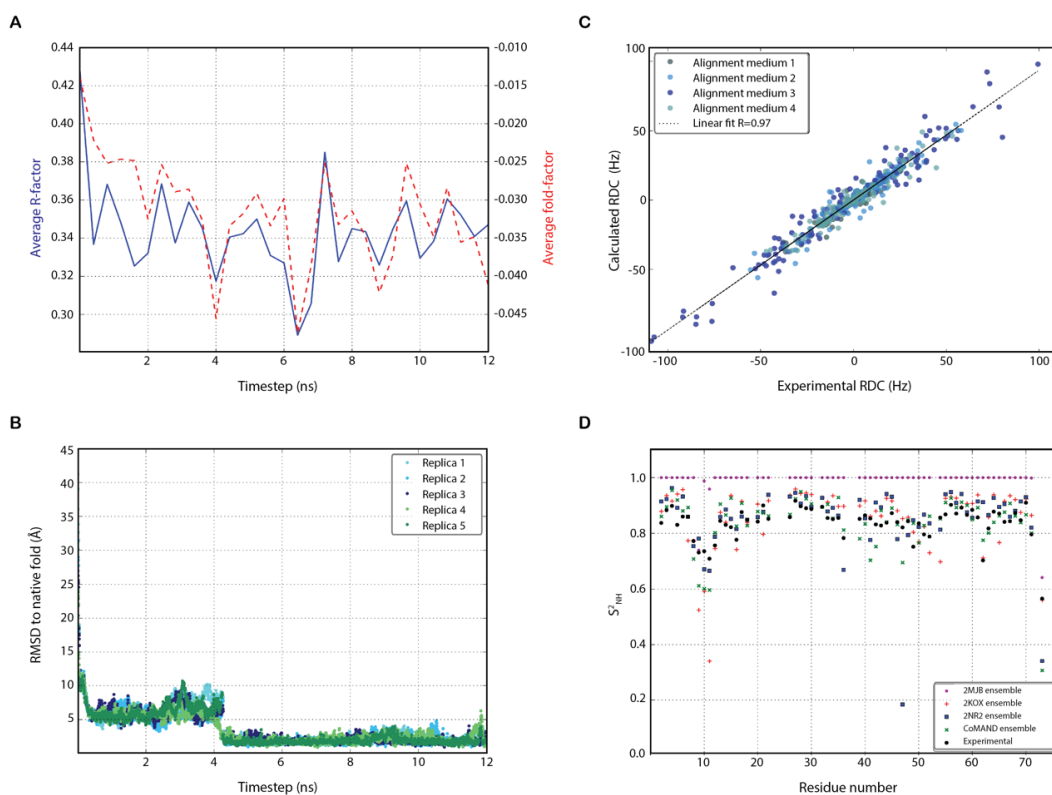 A
0.44
0.42
0.40
0.38
0.36
0.34
0.32
0.30
Average R-factor
-0.010
-0.015
-0.020
-0.025
-0.030
-0.035
-0.040
-0.045
Average fold-factor
2 4 6 8 10 12
Timestep (ns)
B
45
40
35
30
25
20
15
10
5
RMSD to native fold (Å)
Replica 1
Replica 2
Replica 3
Replica 4
Replica 5
2 4 6 8 10 12
Timestep (ns)
C
100
50
0
-50
-100
Calculated RDC (Hz)
Alignment medium 1
Alignment medium 2
Alignment medium 3
Alignment medium 4
Linear fit R=0.97
-100 -50 0 50 100
Experimental RDC (Hz)
D
1.0
0.8
0.6
0.4
0.2
0.0
S²NH
2MJB ensemble
2KOX ensemble
2NR2 ensemble
CoMAND ensemble
Experimental
10 20 30 40 50 60 70
Residue number